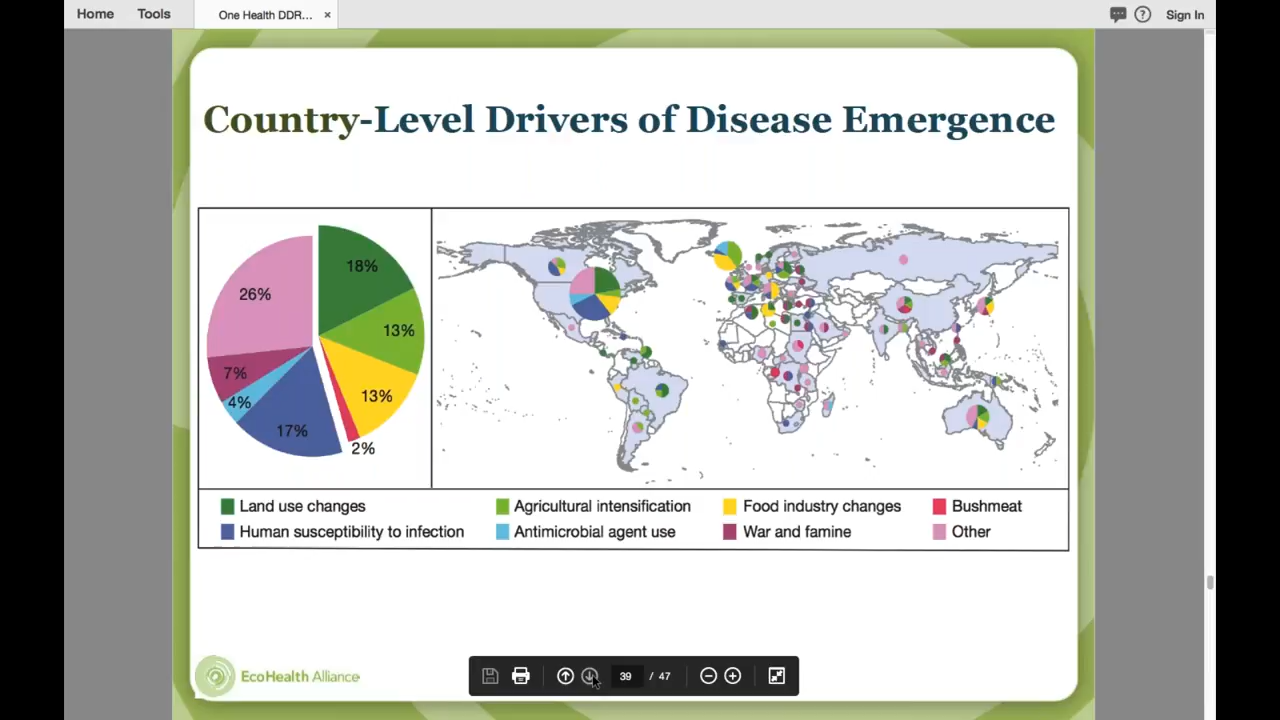 Home Tools One Health DDR... × Sign In
Country-Level Drivers of Disease Emergence
18%
26%
13%
7%
13%
4%
17%
2%
Land use changes Agricultural intensification Food industry changes Bushmeat
Human susceptibility to infection Antimicrobial agent use War and famine Other
EcoHealth Alliance
39 / 47